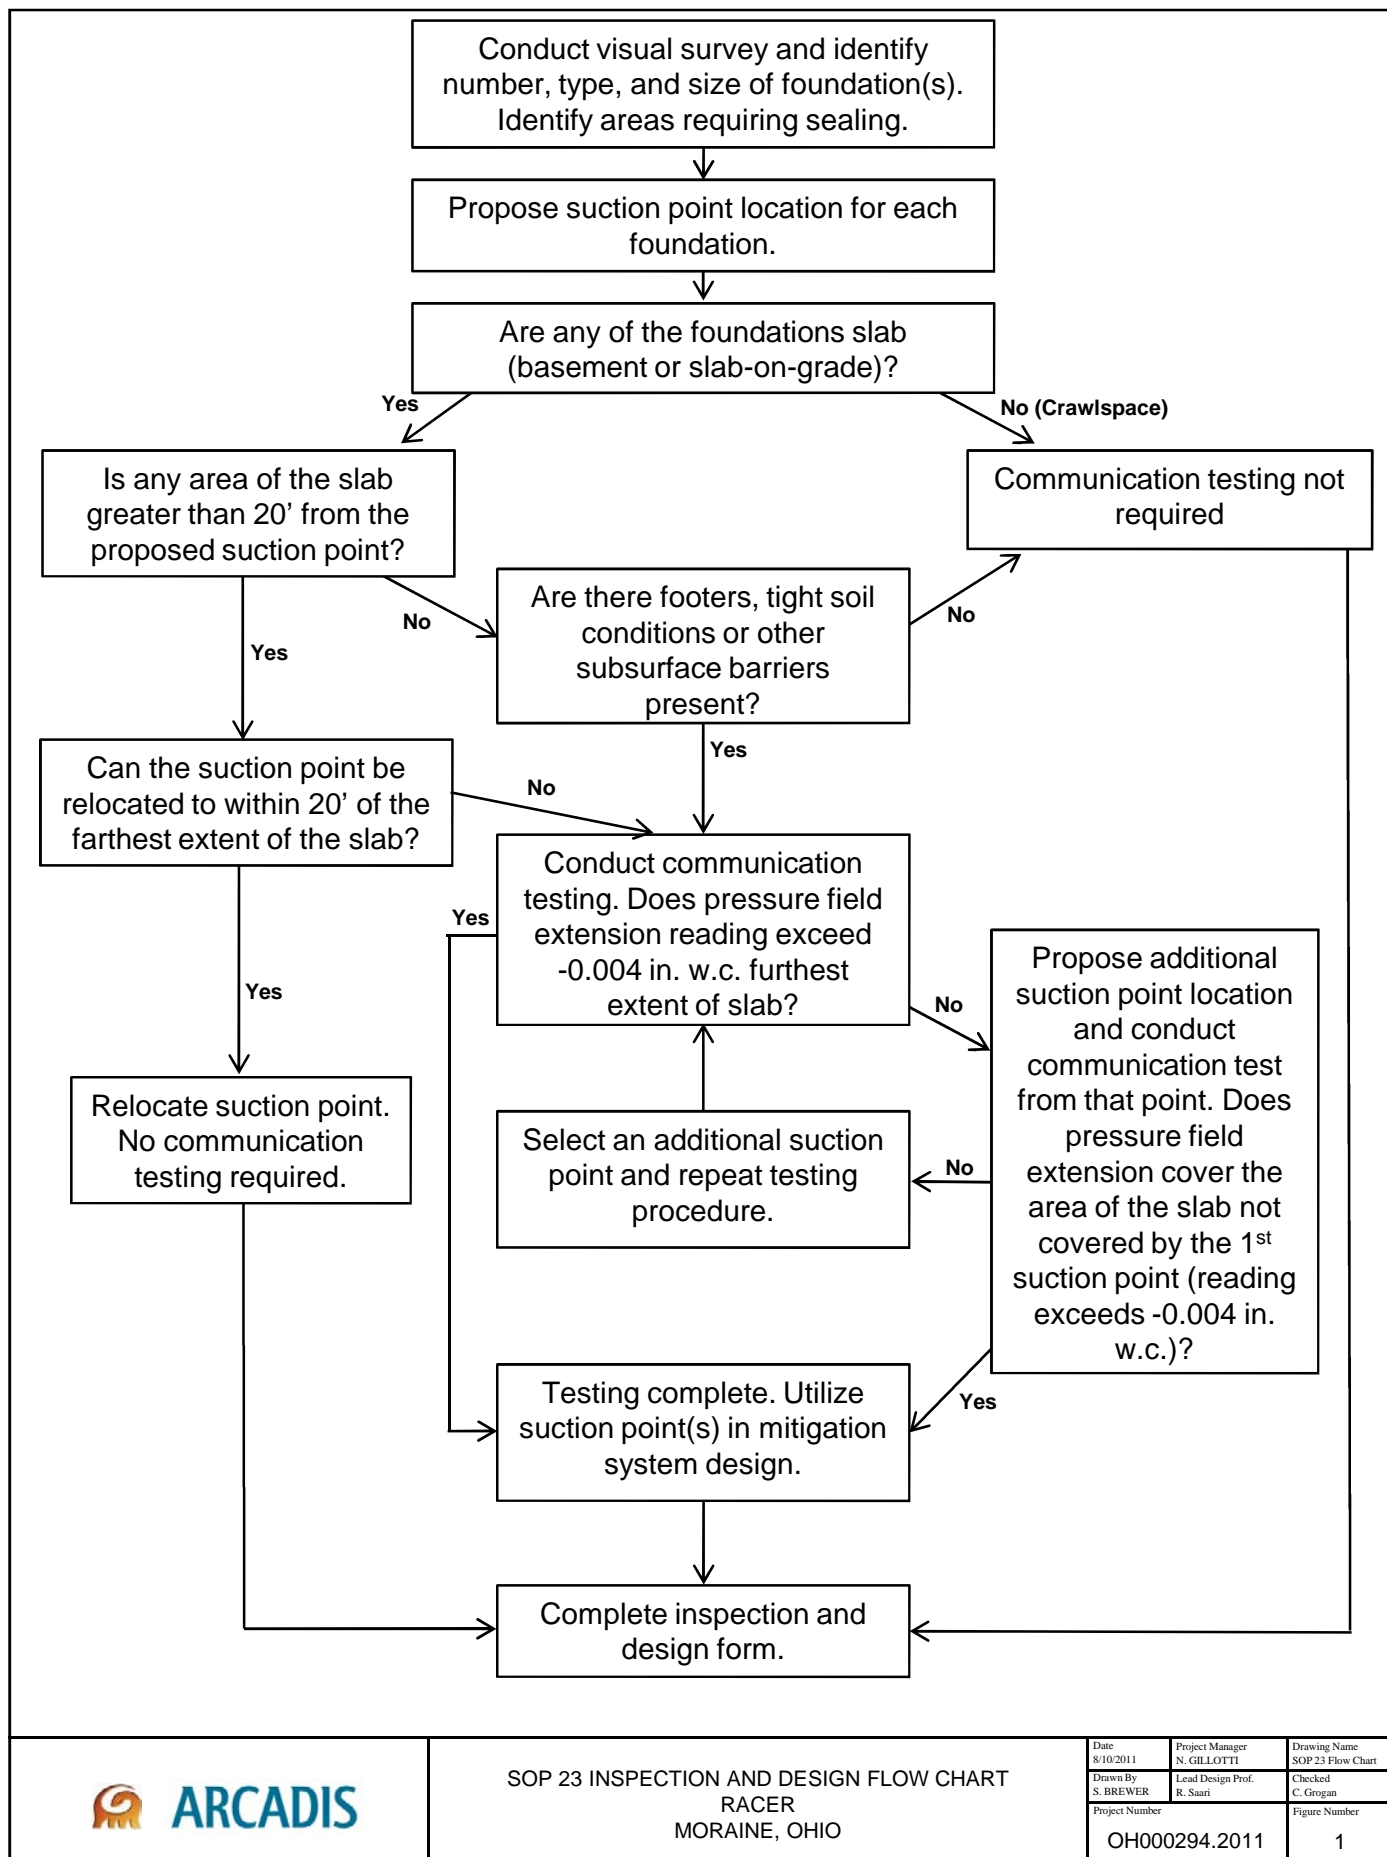 Conduct visual survey and identify
number, type, and size of foundation(s).
Identify areas requiring sealing.
Propose suction point location for each
foundation.
Are any of the foundations slab
(basement or slab-on-grade)?
Yes
No (Crawlspace)
Is any area of the slab
greater than 20’ from the
proposed suction point?
Communication testing not
required
No
Yes
Are there footers, tight soil
conditions or other
subsurface barriers
present?
No
Yes
Can the suction point be
relocated to within 20’ of the
farthest extent of the slab?
No
Yes
Conduct communication
testing. Does pressure field
extension reading exceed
-0.004 in. w.c. furthest
extent of slab?
Yes
No
Propose additional
suction point location
and conduct
communication test
from that point. Does
pressure field
extension cover the
area of the slab not
covered by the 1st
suction point (reading
exceeds -0.004 in.
w.c.)?
Relocate suction point.
No communication
testing required.
Select an additional suction
point and repeat testing
procedure.
No
Yes
Testing complete. Utilize
suction point(s) in mitigation
system design.
Complete inspection and
design form.
ARCADIS
SOP 23 INSPECTION AND DESIGN FLOW CHART
RACER
MORAINE, OHIO
Date
8/10/2011
Project Manager
N. GILLOTTI
Drawing Name
SOP 23 Flow Chart
Drawn By
S. BREWER
Lead Design Prof.
R. Saari
Checked
C. Grogan
Project Number
OH000294.2011
Figure Number
1